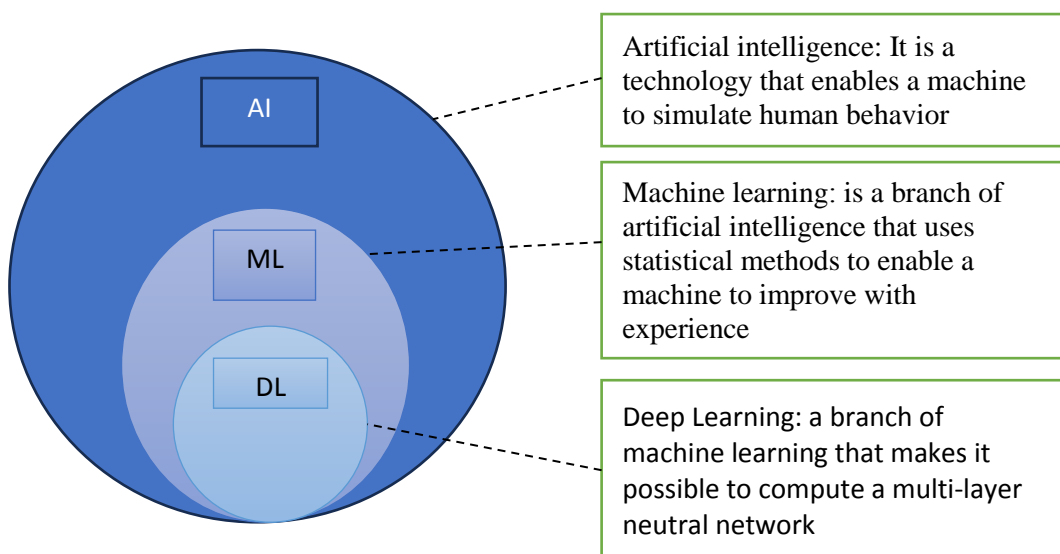 AI
Artificial intelligence: It is a
technology that enables a machine
to simulate human behavior
ML
Machine learning: is a branch of
artificial intelligence that uses
statistical methods to enable a
machine to improve with
experience
DL
Deep Learning: a branch of
machine learning that makes it
possible to compute a multi-layer
neutral network